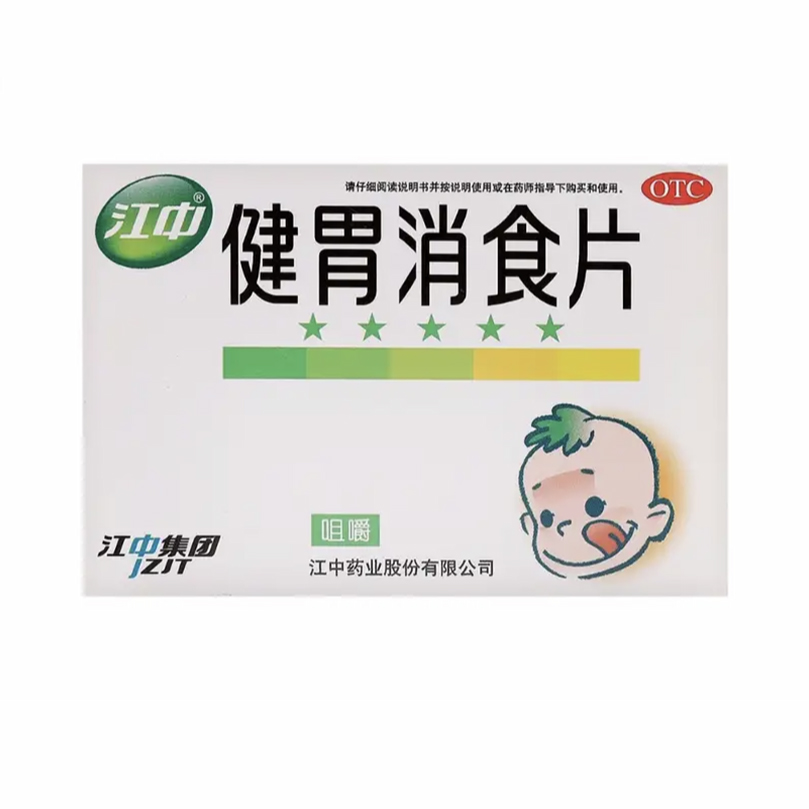 请仔细阅读说明书并按说明使用或在药师指导下购买和使用。
OTC
江中®
健胃消食片
咀嚼
江中集团
JZJT
江中药业股份有限公司